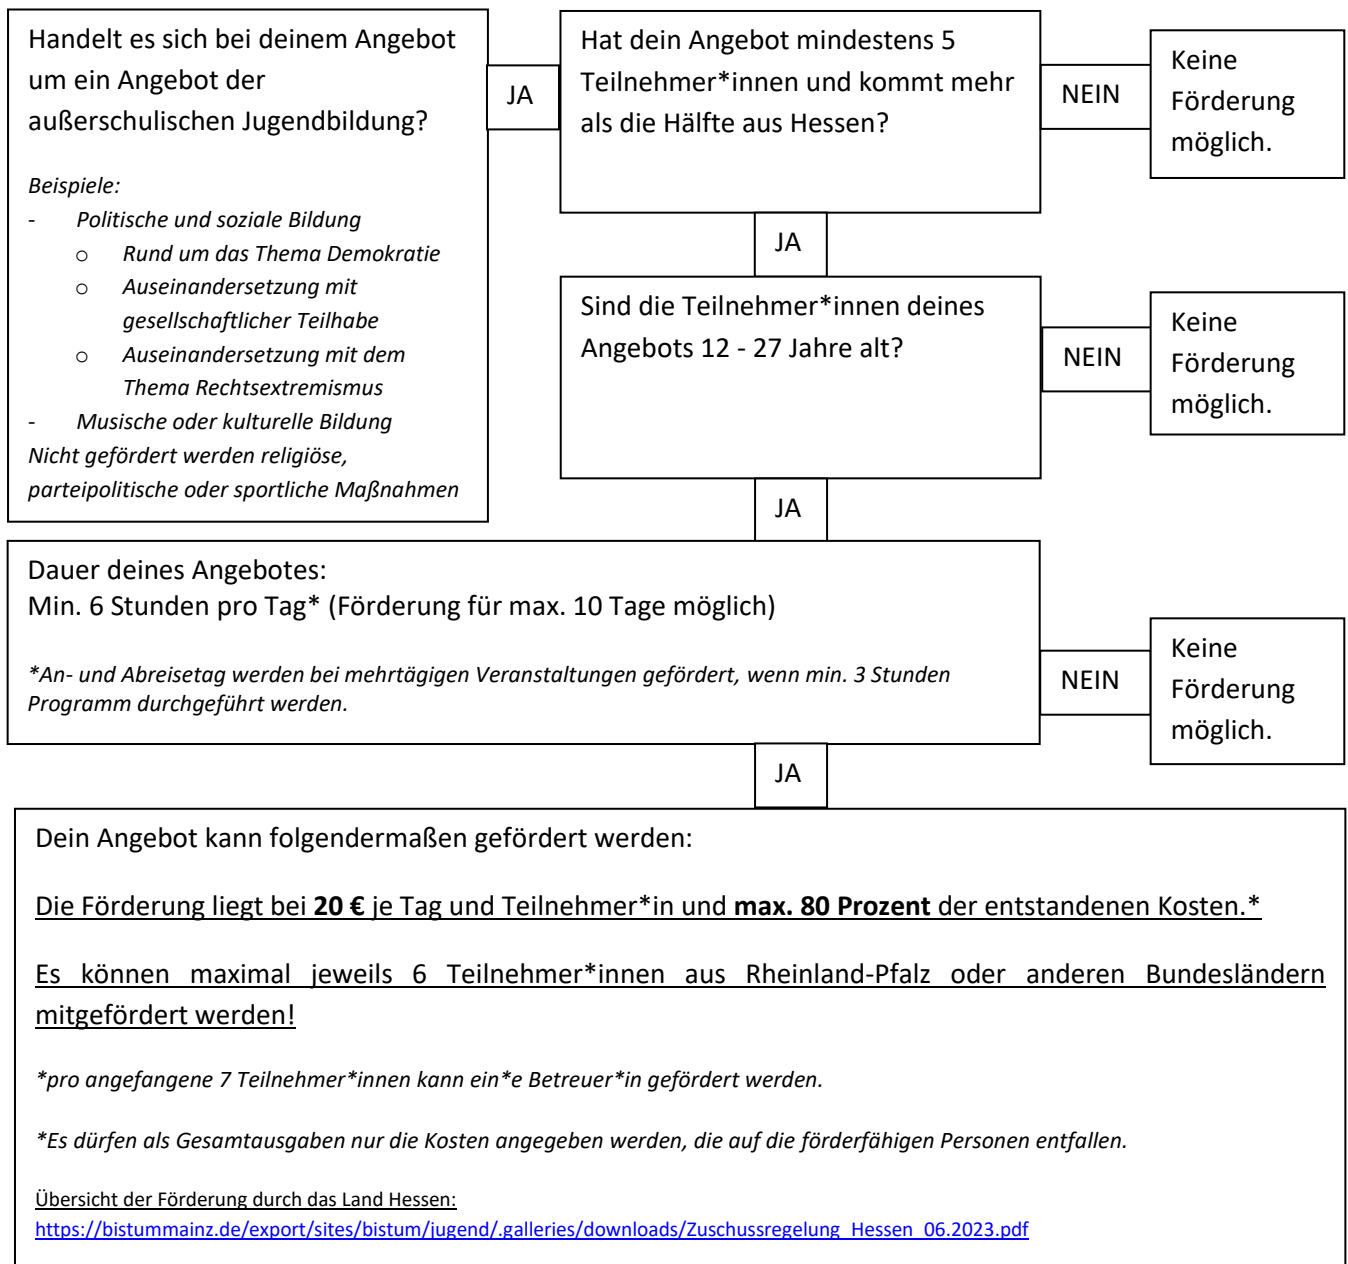 Handelt es sich bei deinem Angebot
um ein Angebot der
außerschulischen Jugendbildung?
Beispiele:
- Politische und soziale Bildung
o Rund um das Thema Demokratie
o Auseinandersetzung mit
gesellschaftlicher Teilhabe
o Auseinandersetzung mit dem
Thema Rechtsextremismus
- Musische oder kulturelle Bildung
Nicht gefördert werden religiöse,
parteipolitische oder sportliche Maßnahmen
JA
Hat dein Angebot mindestens 5
Teilnehmer*innen und kommt mehr
als die Hälfte aus Hessen?
NEIN
Keine
Förderung
möglich.
JA
Sind die Teilnehmer*innen deines
Angebots 12 - 27 Jahre alt?
NEIN
Keine
Förderung
möglich.
JA
Dauer deines Angebotes:
Min. 6 Stunden pro Tag* (Förderung für max. 10 Tage möglich)
*An- und Abreisetag werden bei mehrtägigen Veranstaltungen gefördert, wenn min. 3 Stunden
Programm durchgeführt werden.
NEIN
Keine
Förderung
möglich.
JA
Dein Angebot kann folgendermaßen gefördert werden:
Die Förderung liegt bei 20 € je Tag und Teilnehmer*in und max. 80 Prozent der entstandenen Kosten.*
Es können maximal jeweils 6 Teilnehmer*innen aus Rheinland-Pfalz oder anderen Bundesländern
mitgefördert werden!
*pro angefangene 7 Teilnehmer*innen kann ein*e Betreuer*in gefördert werden.
*Es dürfen als Gesamtausgaben nur die Kosten angegeben werden, die auf die förderfähigen Personen entfallen.
Übersicht der Förderung durch das Land Hessen:
https://bistummainz.de/export/sites/bistum/jugend/.galleries/downloads/Zuschussregelung_Hessen_06.2023.pdf